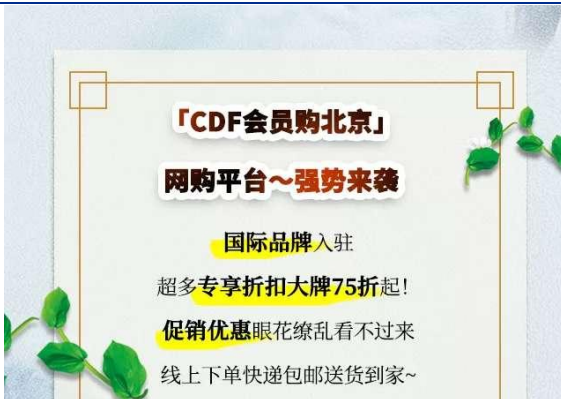 「CDF会员购北京」
网购平台～强势来袭
国际品牌入驻
超多专享折扣大牌75折起！
促销优惠眼花缭乱看不过来
线上下单快递包邮送货到家~